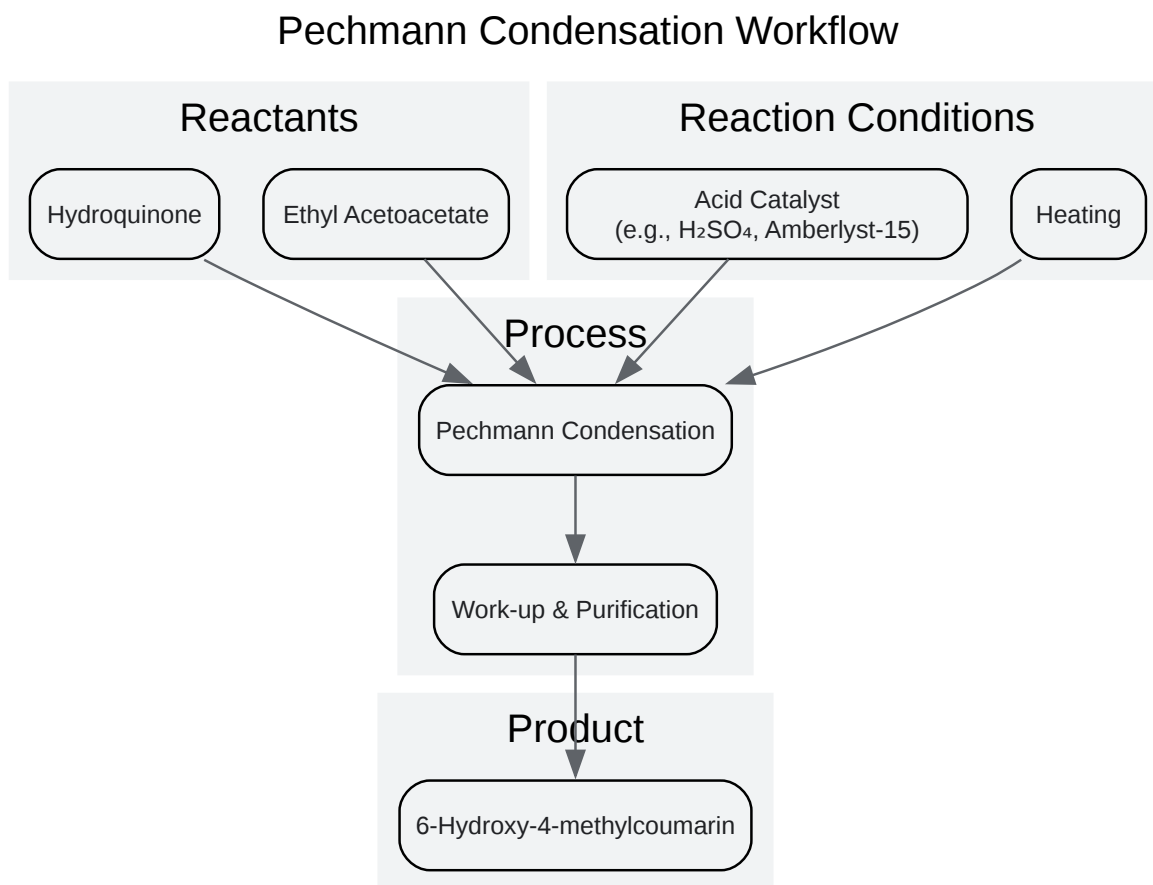 Pechmann Condensation Workflow
Reactants
Reaction Conditions
Hydroquinone
Ethyl Acetoacetate
Acid Catalyst
(e.g., H₂SO₄, Amberlyst-15)
Heating
Process
Pechmann Condensation
Work-up & Purification
Product
6-Hydroxy-4-methylcoumarin